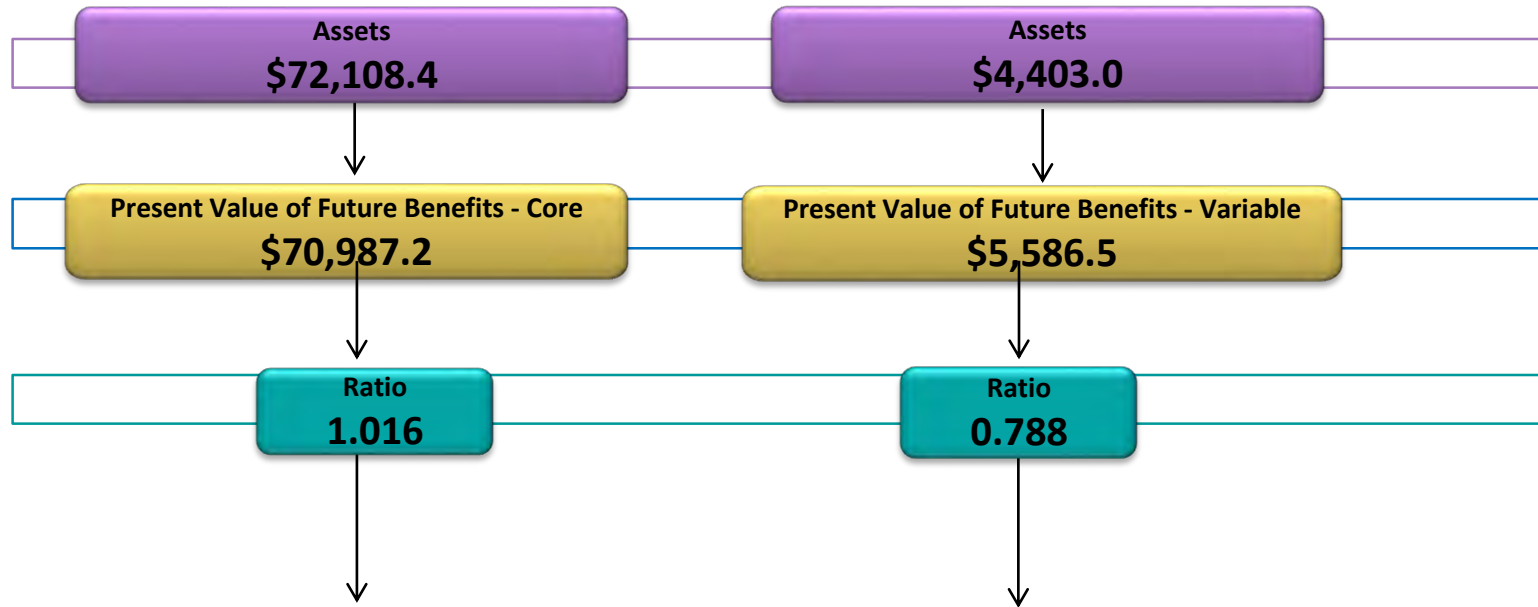 Assets
$72,108.4
Assets
$4,403.0
Present Value of Future Benefits - Core
$70,987.2
Present Value of Future Benefits - Variable
$5,586.5
Ratio
1.016
Ratio
0.788